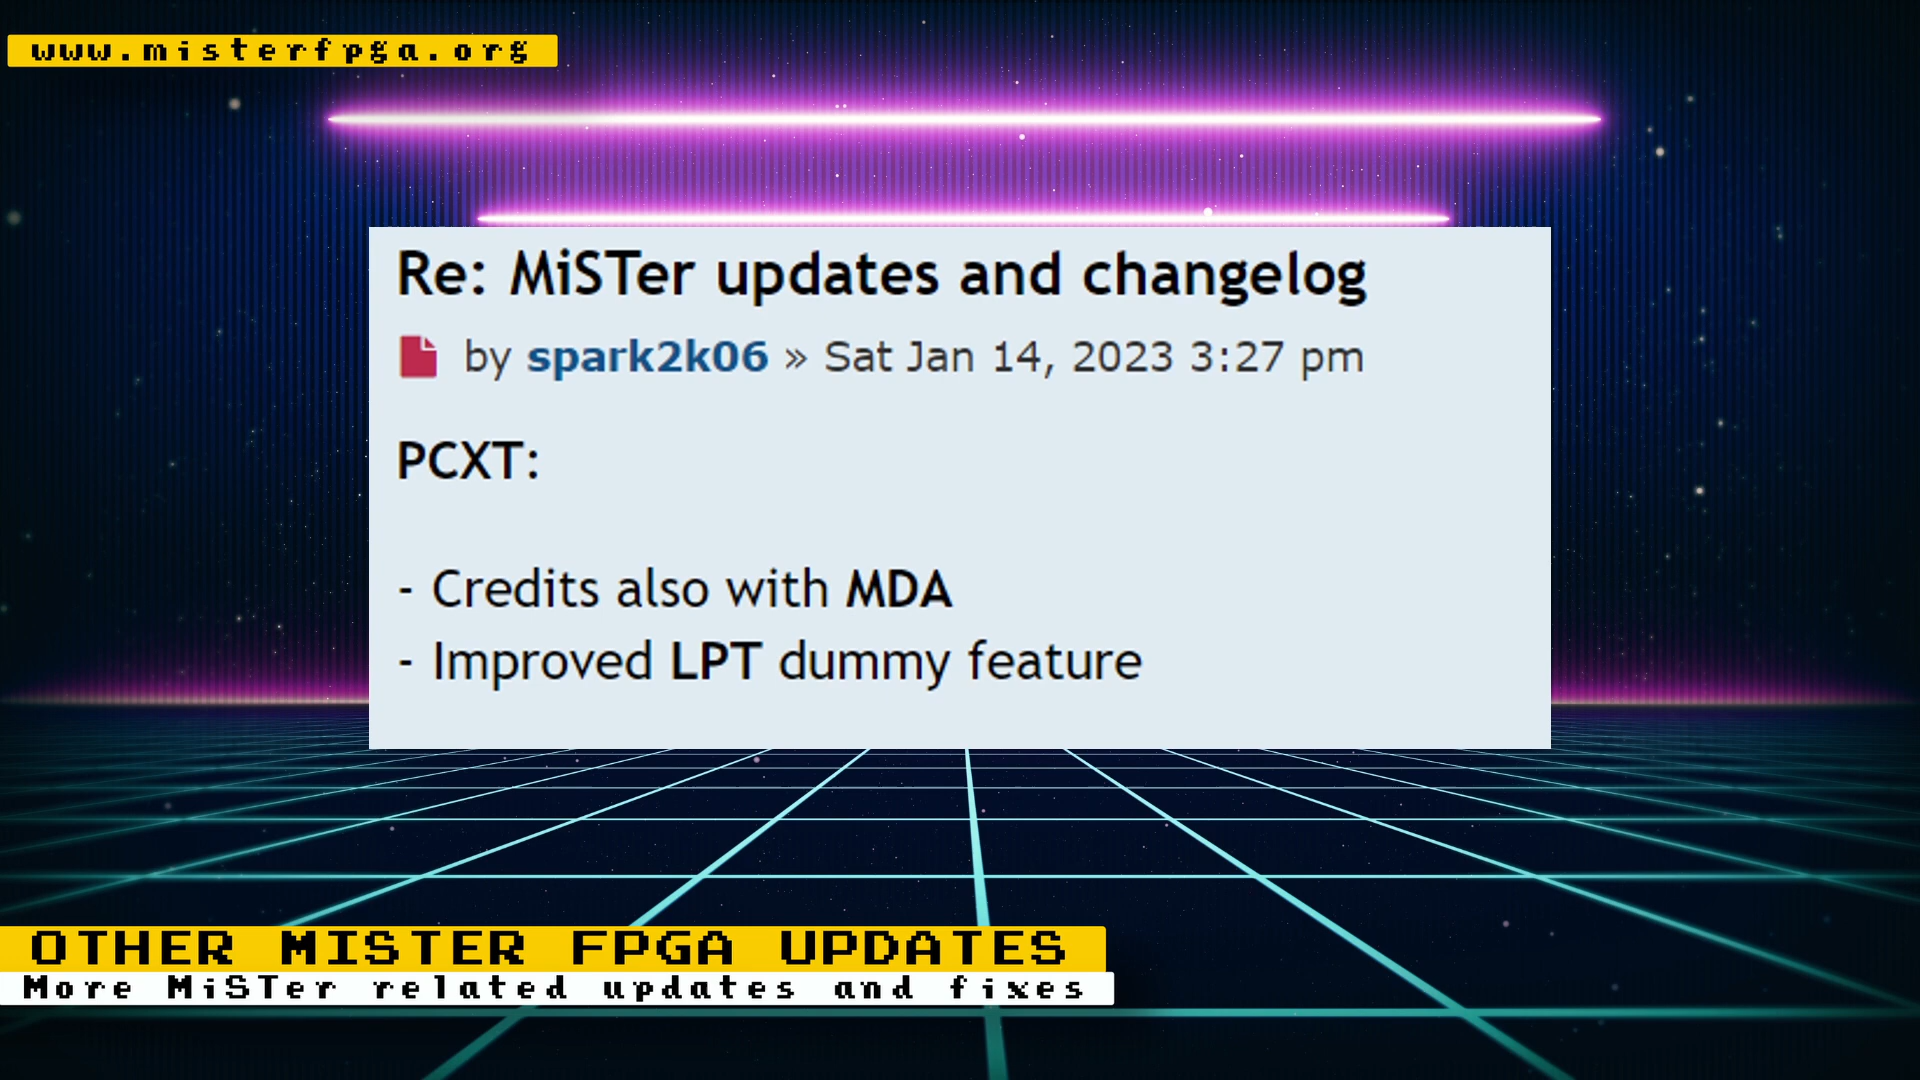 www.misterfpga.org
Re: MiSTer updates and changelog
by spark2k06 » Sat Jan 14, 2023 3:27 pm
PCXT:
- Credits also with MDA
- Improved LPT dummy feature
OTHER MISTER FPGA UPDATES
More MiSTer related updates and fixes